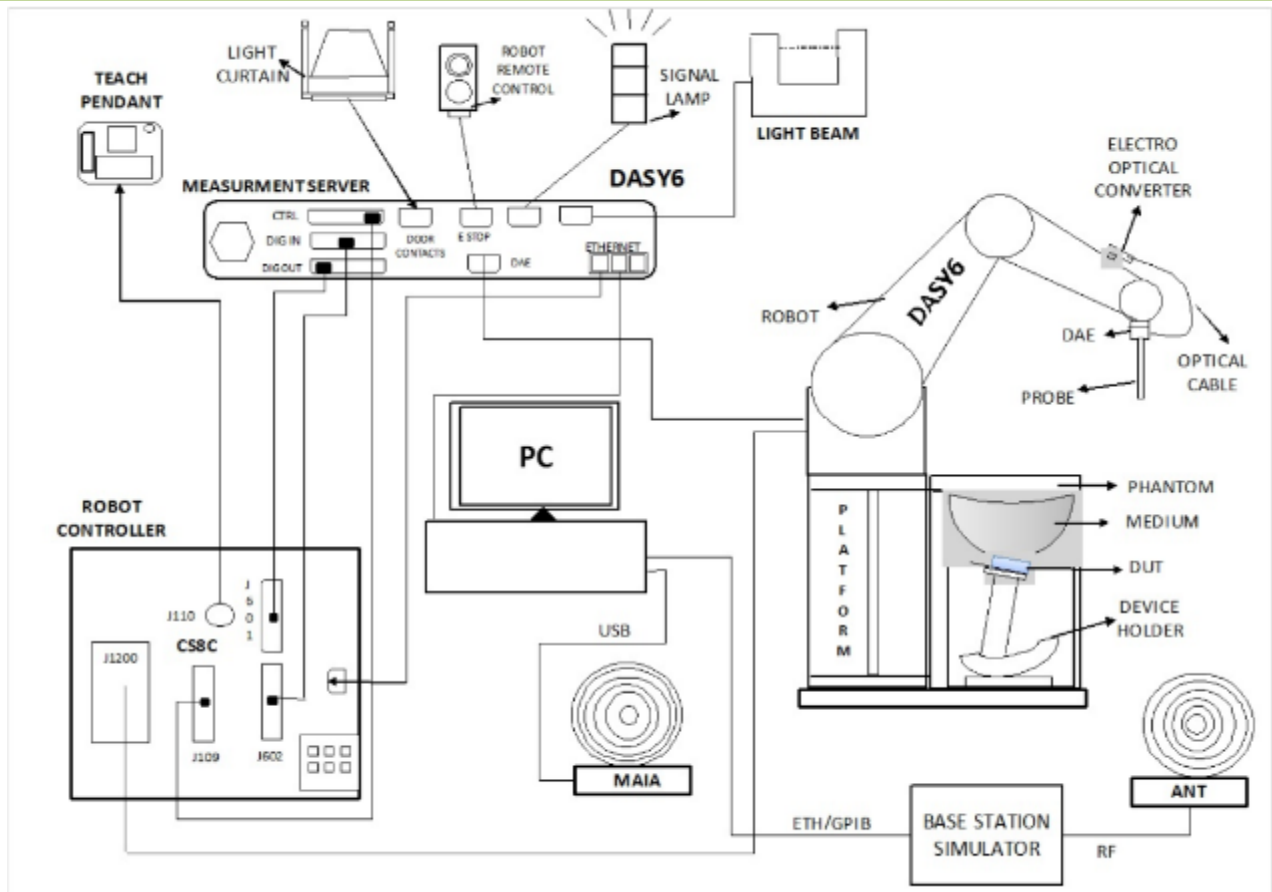 LIGHT
CURTAIN
ROBOT
REMOTE
CONTROL
SIGNAL
LAMP
LIGHT BEAM
TEACH
PENDANT
MEASURMENT SERVER
DASY6
CTRL
DIG IN
DIGOUT
DOOR
CONTACTS
E STOP
DAE
ETHERNET
ELECTRO
OPTICAL
CONVERTER
ROBOT
DASY6
DAE
OPTICAL
CABLE
PROBE
PC
ROBOT
CONTROLLER
PLATFORM
PHANTOM
MEDIUM
DUT
DEVICE
HOLDER
J110
J601
CS8C
J1200
J109
J602
USB
MAIA
ETH/GPIB
BASE STATION
SIMULATOR
RF
ANT